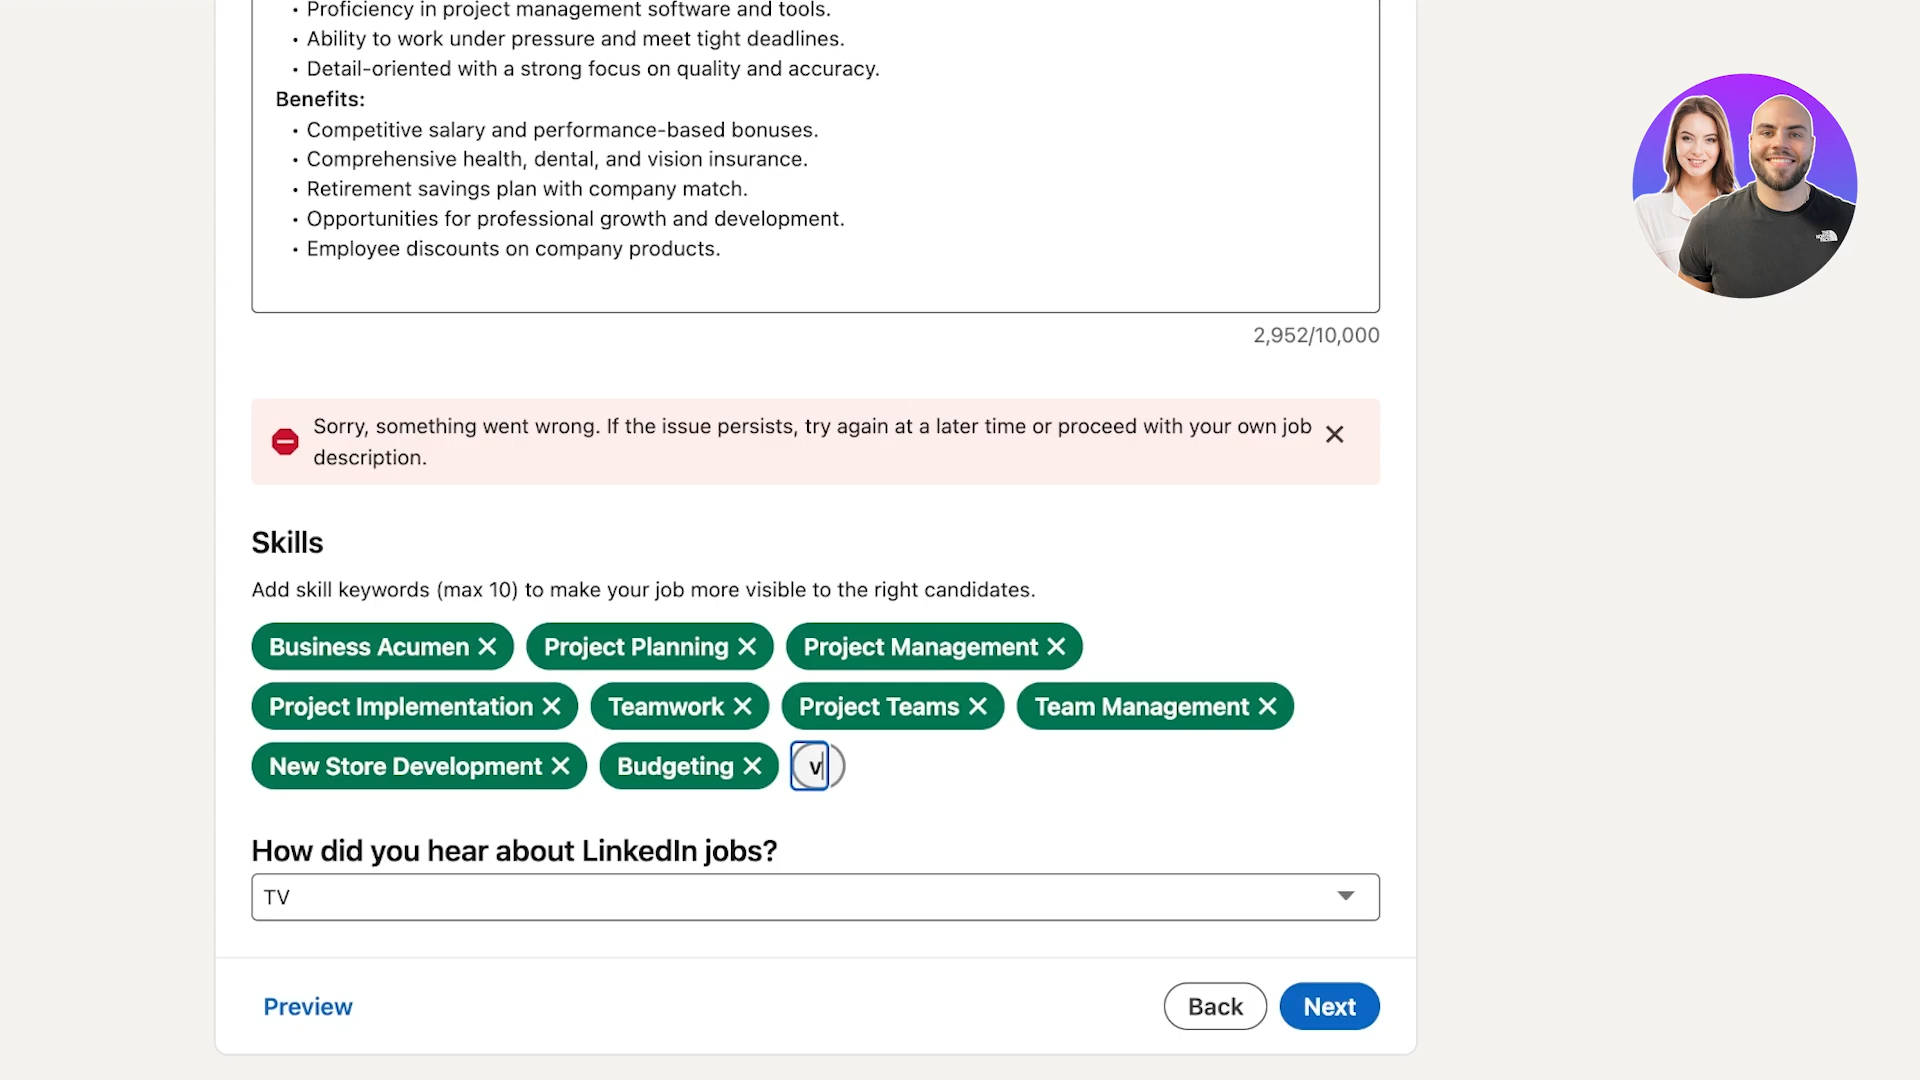 • Proficiency in project management software and tools.
• Ability to work under pressure and meet tight deadlines.
• Detail-oriented with a strong focus on quality and accuracy.
Benefits:
• Competitive salary and performance-based bonuses.
• Comprehensive health, dental, and vision insurance.
• Retirement savings plan with company match.
• Opportunities for professional growth and development.
• Employee discounts on company products.
2,952/10,000
Sorry, something went wrong. If the issue persists, try again at a later time or proceed with your own job
description.
Skills
Add skill keywords (max 10) to make your job more visible to the right candidates.
Business Acumen Project Planning Project Management
Project Implementation Teamwork Project Teams Team Management
New Store Development Budgeting v
How did you hear about LinkedIn jobs?
TV
Preview Back Next
THE NORTH FACE